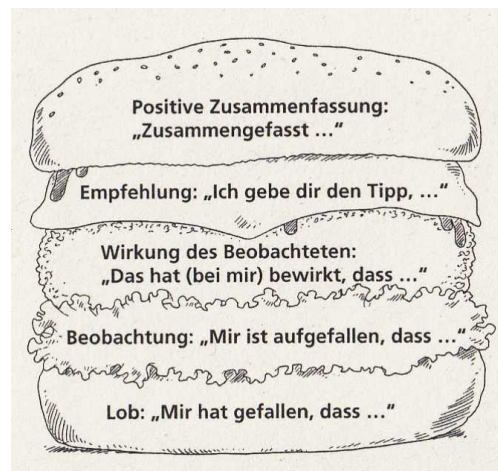 Positive Zusammenfassung:
„Zusammengefasst ...“
Empfehlung: „Ich gebe dir den Tipp, ...“
Wirkung des Beobachteten:
„Das hat (bei mir) bewirkt, dass ...“
Beobachtung: „Mir ist aufgefallen, dass ...“
Lob: „Mir hat gefallen, dass ...“